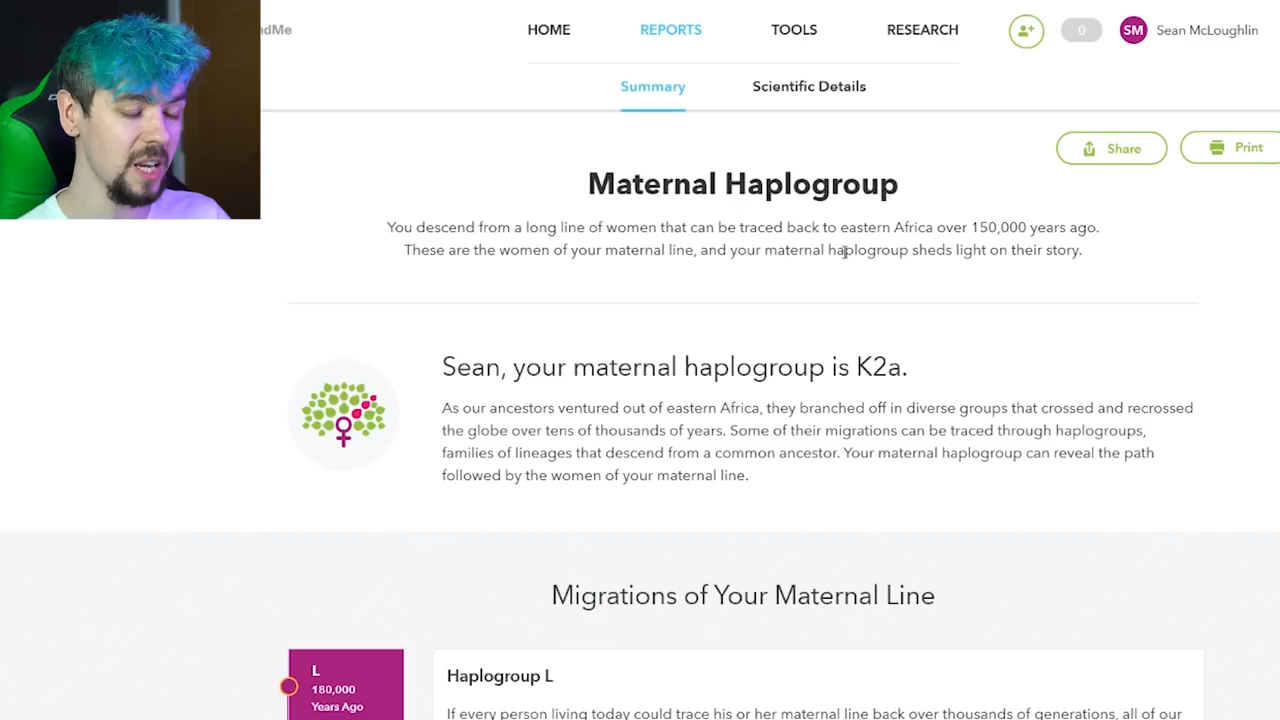 ndMe
HOME REPORTS TOOLS RESEARCH 0 SM Sean McLoughlin
Summary Scientific Details
Share Print
Maternal Haplogroup
You descend from a long line of women that can be traced back to eastern Africa over 150,000 years ago.
These are the women of your maternal line, and your maternal haplogroup sheds light on their story.
Sean, your maternal haplogroup is K2a.
As our ancestors ventured out of eastern Africa, they branched off in diverse groups that crossed and recrossed
the globe over tens of thousands of years. Some of their migrations can be traced through haplogroups,
families of lineages that descend from a common ancestor. Your maternal haplogroup can reveal the path
followed by the women of your maternal line.
Migrations of Your Maternal Line
L
180,000
Years Ago
Haplogroup L
If every person living today could trace his or her maternal line back over thousands of generations, all of our